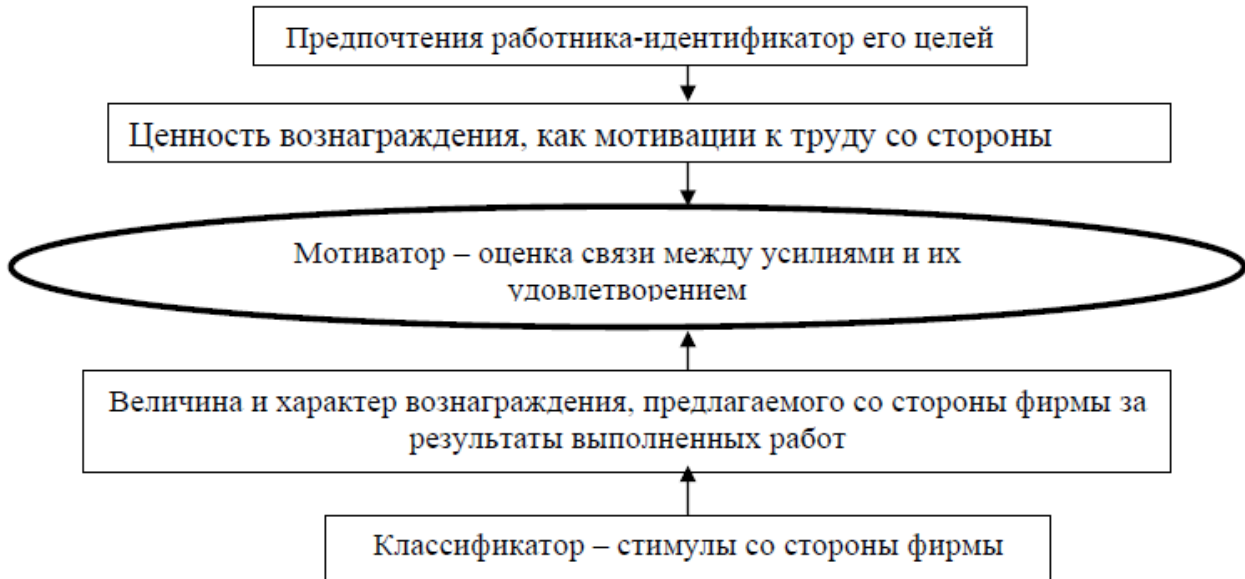 Предпочтения работника-идентификатор его целей
Ценность вознаграждения, как мотивации к труду со стороны
Мотиватор – оценка связи между усилиями и их
удовлетворением
Величина и характер вознаграждения, предлагаемого со стороны фирмы за
результаты выполненных работ
Классификатор – стимулы со стороны фирмы